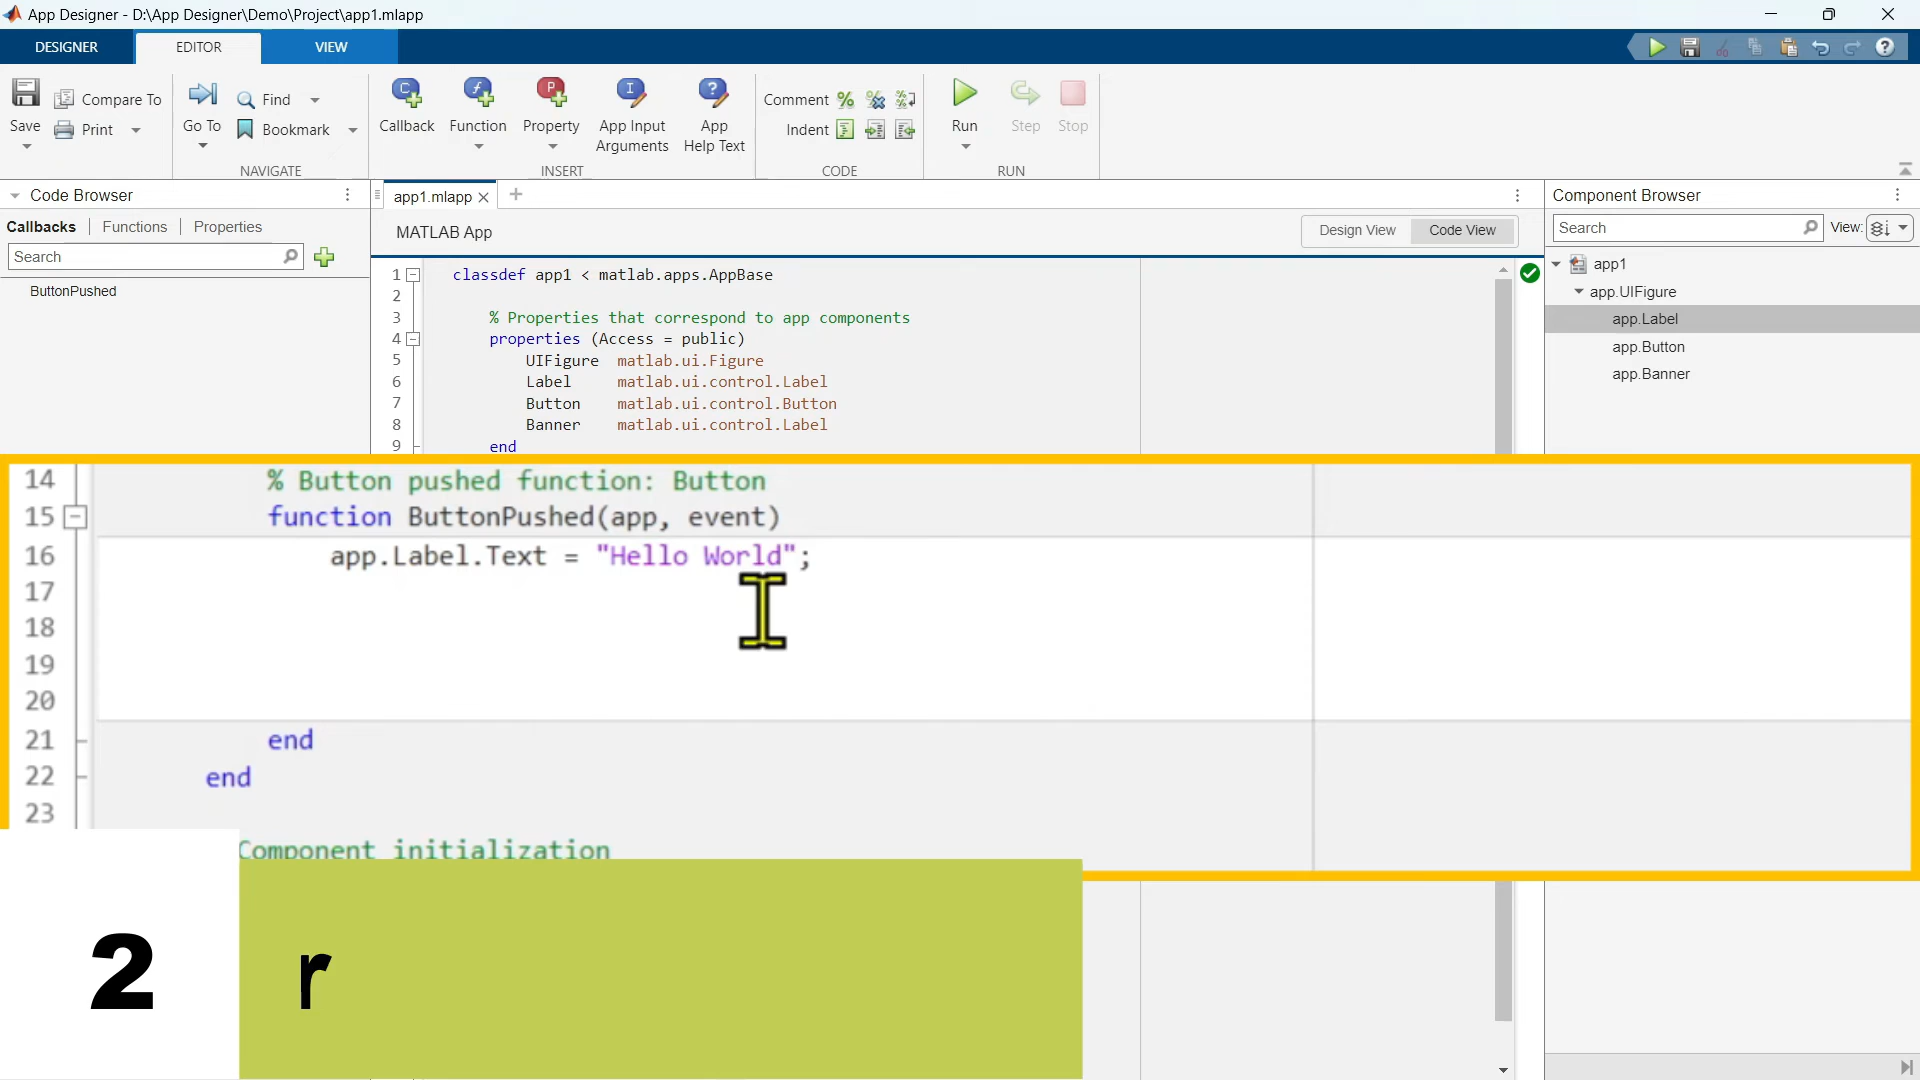 App Designer - D:\App Designer\Demo\Project\app1.mlapp
DESIGNER EDITOR VIEW
Save Compare To Print
Go To Find Bookmark
NAVIGATE
Callback Function Property App Input Arguments App Help Text
INSERT
Comment
Indent
CODE
Run Step Stop
RUN
Code Browser
Callbacks Functions Properties
Search
ButtonPushed
app1.mlapp
MATLAB App
Design View Code View
1 classdef app1 < matlab.apps.AppBase
2
3 % Properties that correspond to app components
4 properties (Access = public)
5 UIFigure matlab.ui.Figure
6 Label matlab.ui.control.Label
7 Button matlab.ui.control.Button
8 Banner matlab.ui.control.Label
9 end
Component Browser
Search View:
app1
app.UIFigure
app.Label
app.Button
app.Banner
14 % Button pushed function: Button
15 function ButtonPushed(app, event)
16 app.Label.Text = "Hello World";
17
18
19
20
21 end
22 end
23
Component initialization
2 r